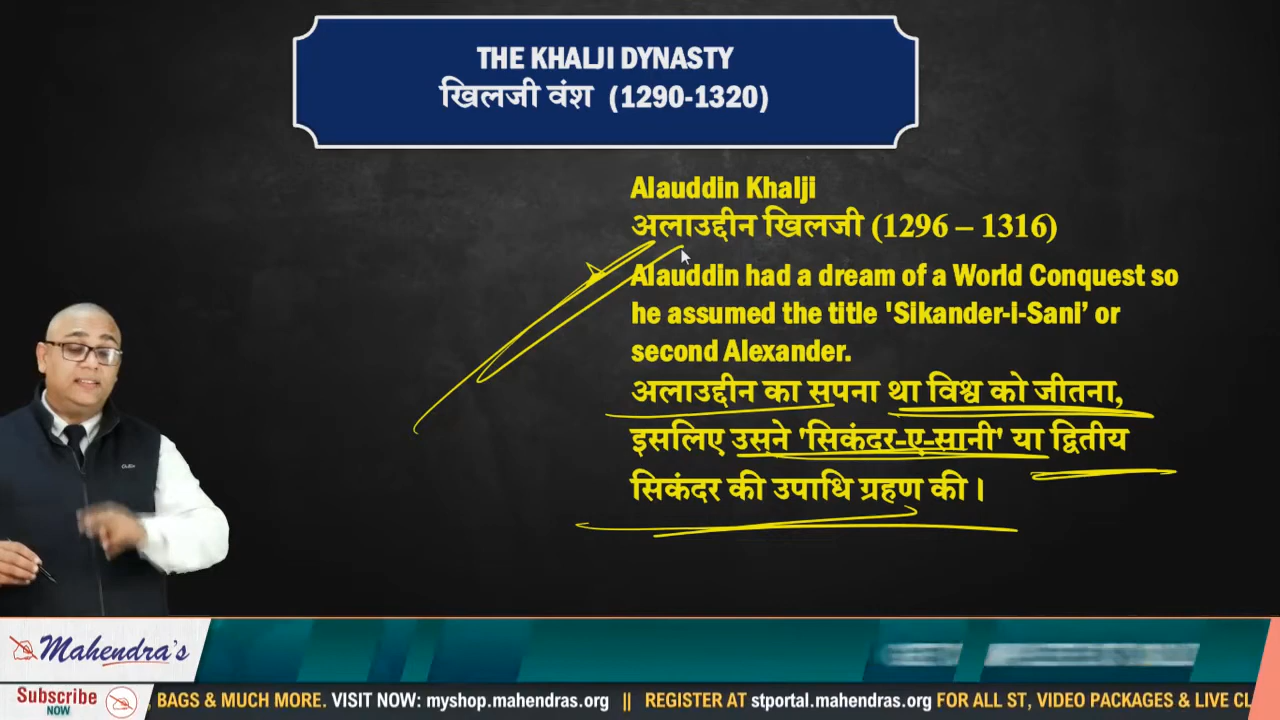 THE KHALJI DYNASTY
खिलजी वंश (1290-1320)
Alauddin Khalji
अलाउद्दीन खिलजी (1296 – 1316)
Alauddin had a dream of a World Conquest so
he assumed the title 'Sikander-i-Sani’ or
second Alexander.
अलाउद्दीन का सपना था विश्व को जीतना,
इसलिए उसने 'सिकंदर-ए-सानी' या द्वितीय
सिकंदर की उपाधि ग्रहण की।
Mahendra's
Subscribe
NOW
BAGS & MUCH MORE. VISIT NOW: myshop.mahendras.org || REGISTER AT stportal.mahendras.org FOR ALL ST, VIDEO PACKAGES & LIVE